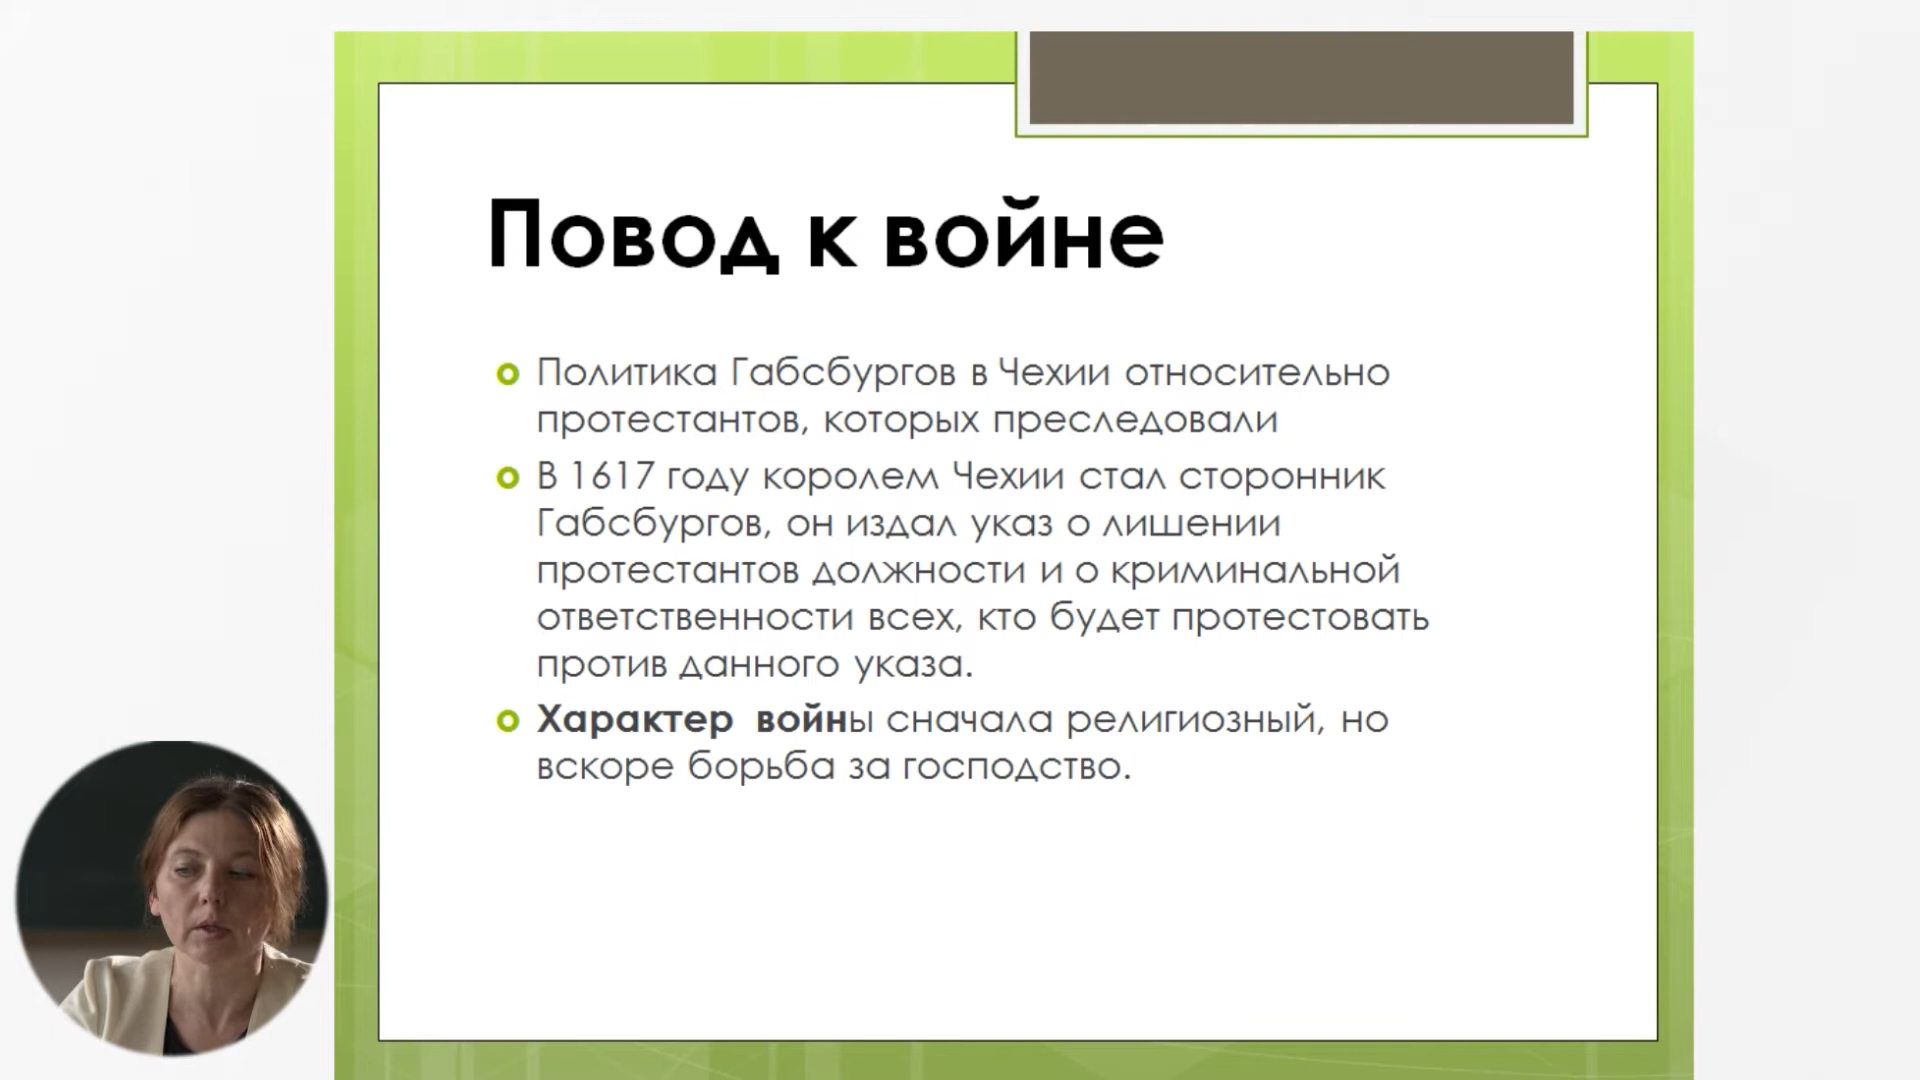 Повод к войне
Политика Габсбургов в Чехии относительно
протестантов, которых преследовали
В 1617 году королем Чехии стал сторонник
Габсбургов, он издал указ о лишении
протестантов должности и о криминальной
ответственности всех, кто будет протестовать
против данного указа.
Характер войны сначала религиозный, но
вскоре борьба за господство.